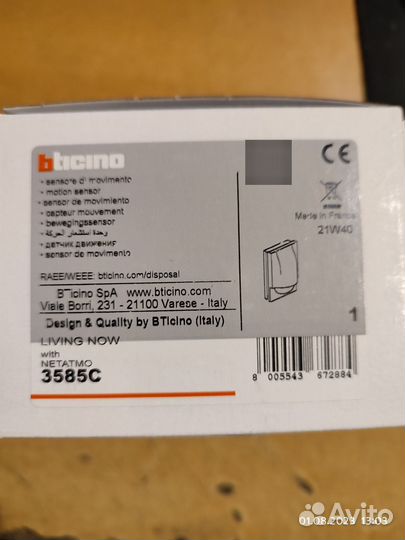 bticino
• sensore di movimento
• motion sensor
• sensor de movimiento
• capteur mouvement
• bewegingssensor
وحدة استشعار الحركة •
• датчик движения
• sensor de movimento
CE
Made in France
21W40
RAEE/WEEE: bticino.com/disposal
BTicino SpA www.bticino.com
Viale Borri, 231 - 21100 Varese - Italy
Design & Quality by BTicino (Italy)
1
LIVING NOW
with
NETATMO
3585C
8 005543 672884
01.08.2023 13:03
Avito